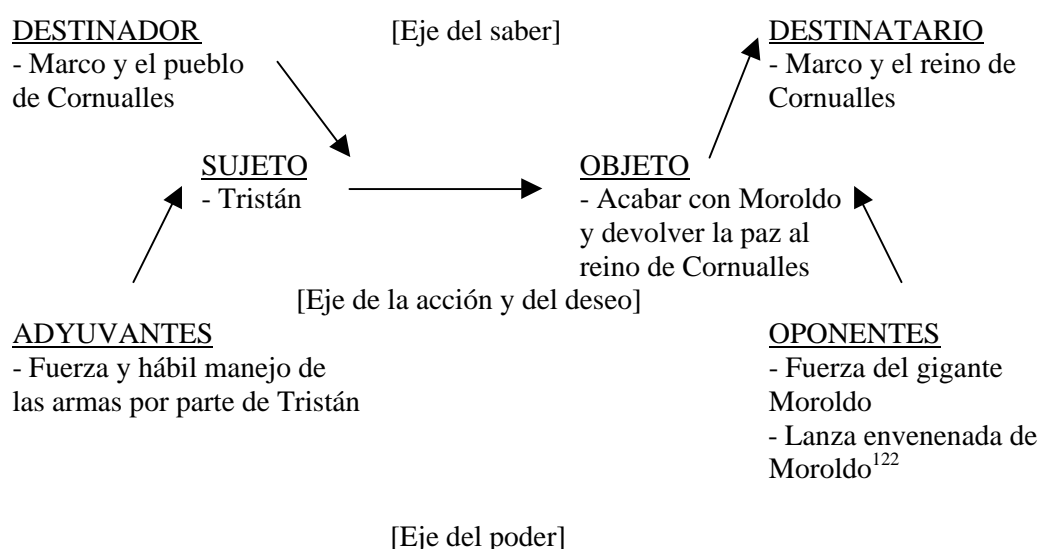 DESTINADOR [Eje del saber] DESTINATARIO
- Marco y el pueblo - Marco y el reino de
de Cornualles Cornualles
SUJETO OBJETO
- Tristán - Acabar con Moroldo
y devolver la paz al
reino de Cornualles
[Eje de la acción y del deseo]
ADYUVANTES OPONENTES
- Fuerza y hábil manejo de - Fuerza del gigante
las armas por parte de Tristán Moroldo
- Lanza envenenada de
Moroldo122
[Eje del poder]